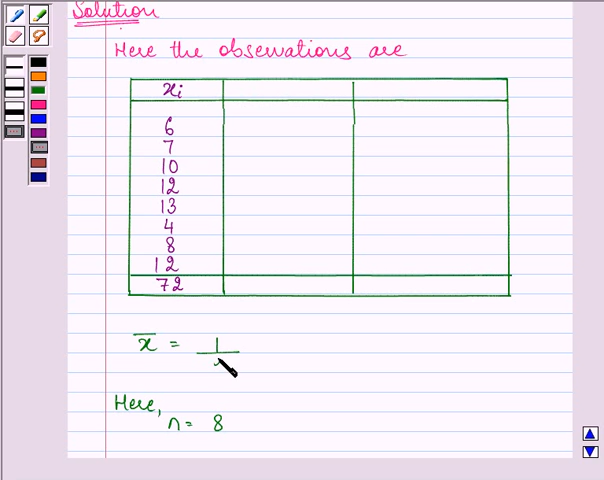 Solution
Here the observations are
xi
6
7
10
12
13
4
8
12
72
x̄ = 1
Here,
n = 8